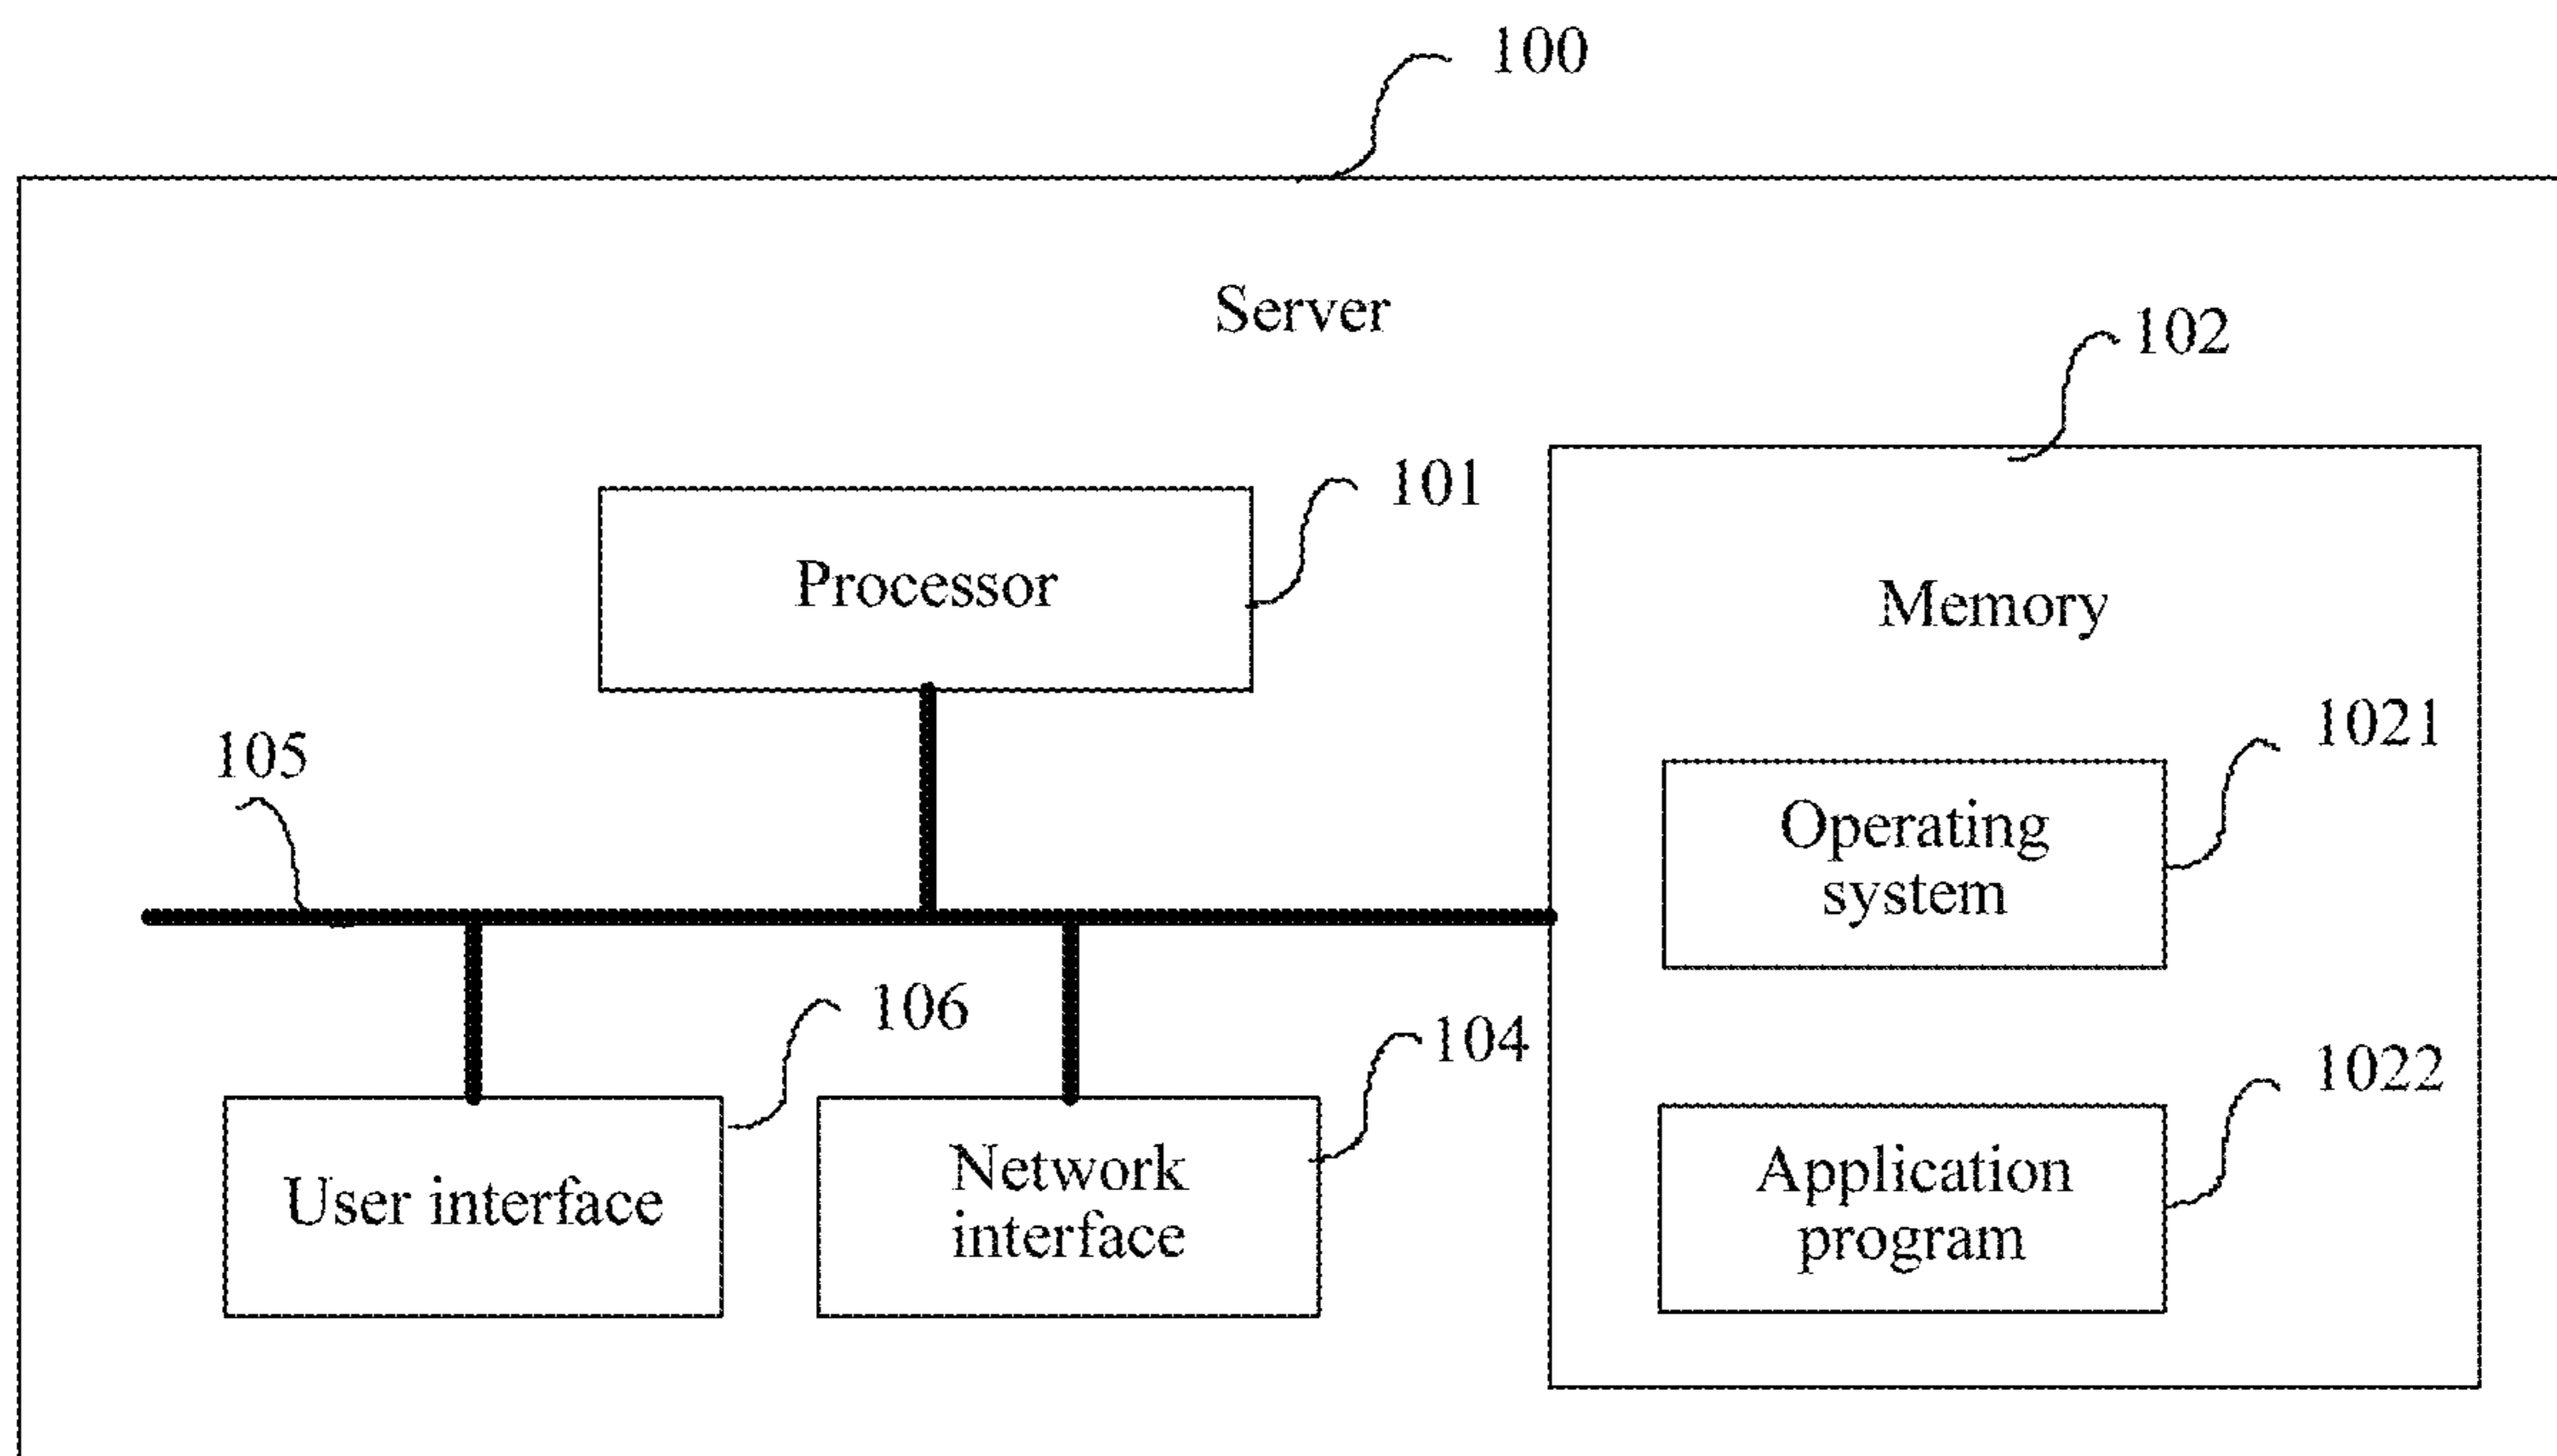 100
Server
102
101
Processor
Memory
1021
105
Operating
system
106
104
1022
User interface
Network
interface
Application
program